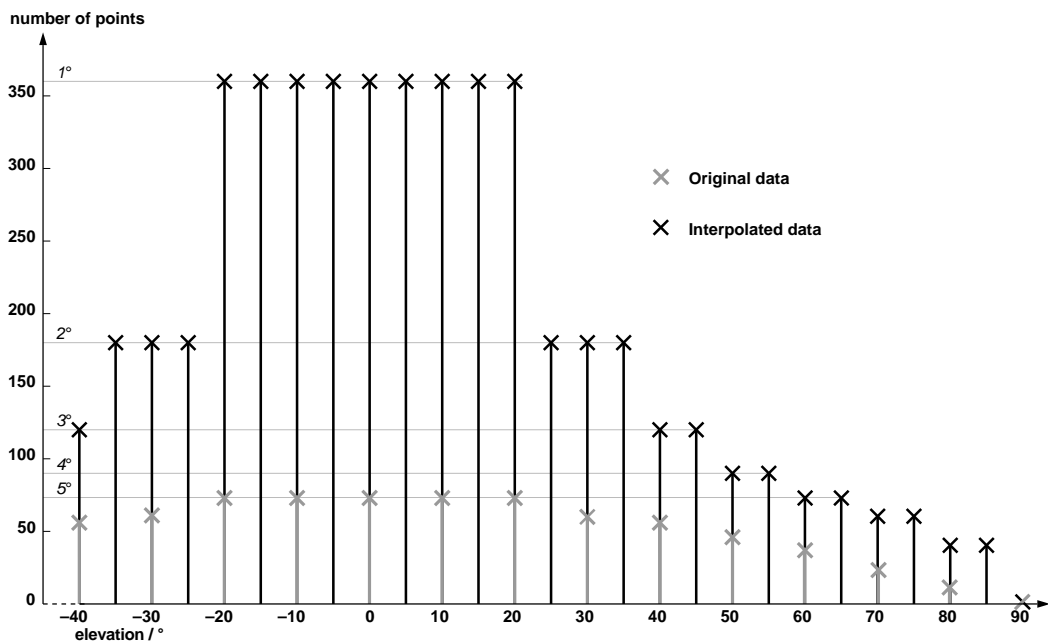 number of points
1°
350
300
Original data
Interpolated data
250
200
2°
150
3°
100
4°
5°
50
0
–40 –30 –20 –10 0 10 20 30 40 50 60 70 80 90
elevation / °